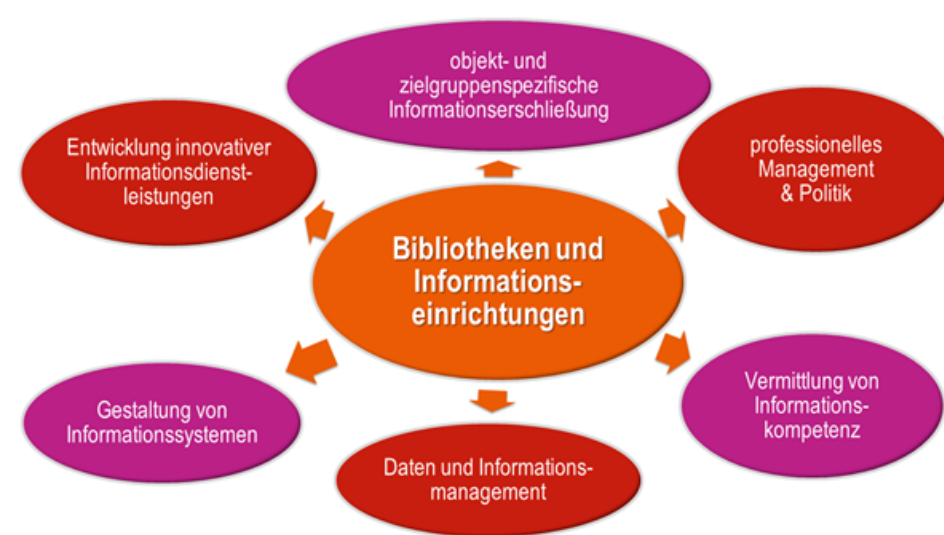 objekt- und
zielgruppenspezifische
Informationserschließung
Entwicklung innovativer
Informationsdienst-
leistungen
professionelles
Management
& Politik
Bibliotheken und
Informations-
einrichtungen
Gestaltung von
Informationssystemen
Vermittlung von
Informations-
kompetenz
Daten und Informations-
management